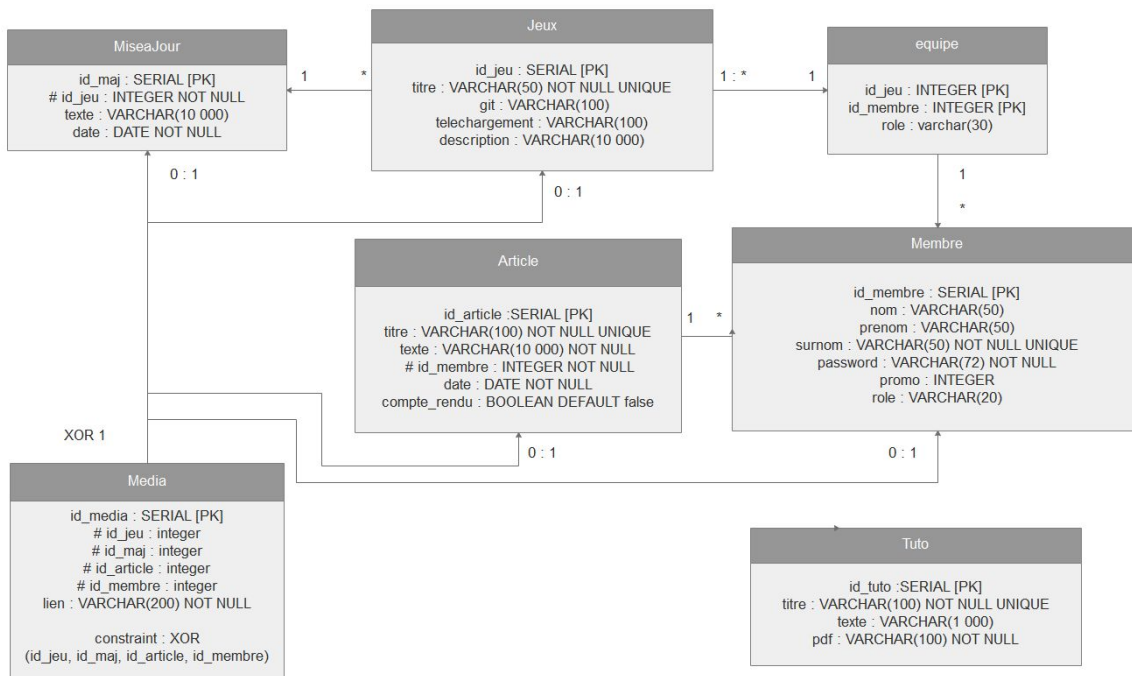 MiseaJour
id_maj : SERIAL [PK]
# id_jeu : INTEGER NOT NULL
texte : VARCHAR(10 000)
date : DATE NOT NULL
1
*
Jeux
id_jeu : SERIAL [PK]
titre : VARCHAR(50) NOT NULL UNIQUE
git : VARCHAR(100)
telechargement : VARCHAR(100)
description : VARCHAR(10 000)
1 : *
1
equipe
id_jeu : INTEGER [PK]
id_membre : INTEGER [PK]
role : varchar(30)
0 : 1
0 : 1
1
*
Article
id_article :SERIAL [PK]
titre : VARCHAR(100) NOT NULL UNIQUE
texte : VARCHAR(10 000) NOT NULL
# id_membre : INTEGER NOT NULL
date : DATE NOT NULL
compte_rendu : BOOLEAN DEFAULT false
1
*
Membre
id_membre : SERIAL [PK]
nom : VARCHAR(50)
prenom : VARCHAR(50)
surnom : VARCHAR(50) NOT NULL UNIQUE
password : VARCHAR(72) NOT NULL
promo : INTEGER
role : VARCHAR(20)
XOR 1
0 : 1
0 : 1
Media
id_media : SERIAL [PK]
# id_jeu : integer
# id_maj : integer
# id_article : integer
# id_membre : integer
lien : VARCHAR(200) NOT NULL
constraint : XOR
(id_jeu, id_maj, id_article, id_membre)
Tuto
id_tuto :SERIAL [PK]
titre : VARCHAR(100) NOT NULL UNIQUE
texte : VARCHAR(1 000)
pdf : VARCHAR(100) NOT NULL